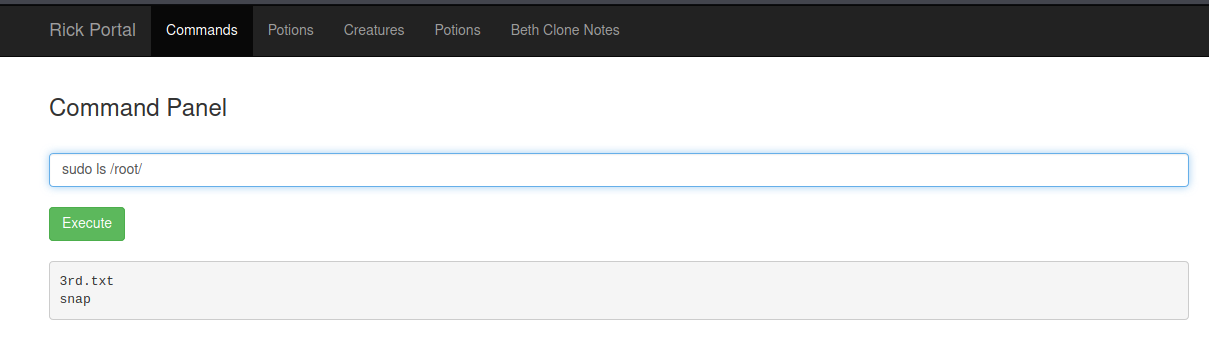 Rick Portal Commands Potions Creatures Potions Beth Clone Notes
Command Panel
sudo ls /root/
Execute
3rd.txt
snap